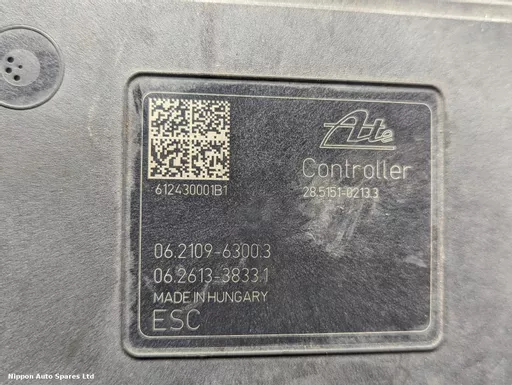 Ate
Controller
28.5151-0213.3
612430001B1
06.2109-6300.3
06.2613-3833.1
MADE IN HUNGARY
ESC
Nippon Auto Spares Ltd